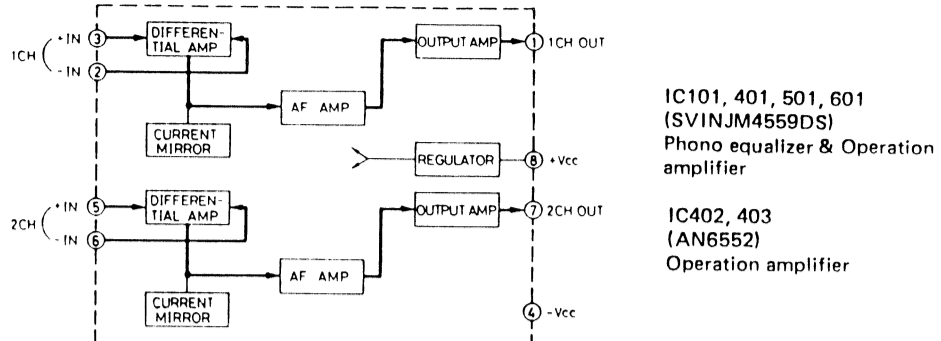 1CH
+IN
3
DIFFEREN-
TIAL AMP
-IN
2
OUTPUT AMP
1
1CH OUT
AF AMP
CURRENT
MIRROR
REGULATOR
8
+Vcc
2CH
+IN
5
DIFFEREN-
TIAL AMP
-IN
6
OUTPUT AMP
7
2CH OUT
AF AMP
CURRENT
MIRROR
4
-Vcc
IC101, 401, 501, 601
(SVINJM4559DS)
Phono equalizer & Operation
amplifier
IC402, 403
(AN6552)
Operation amplifier